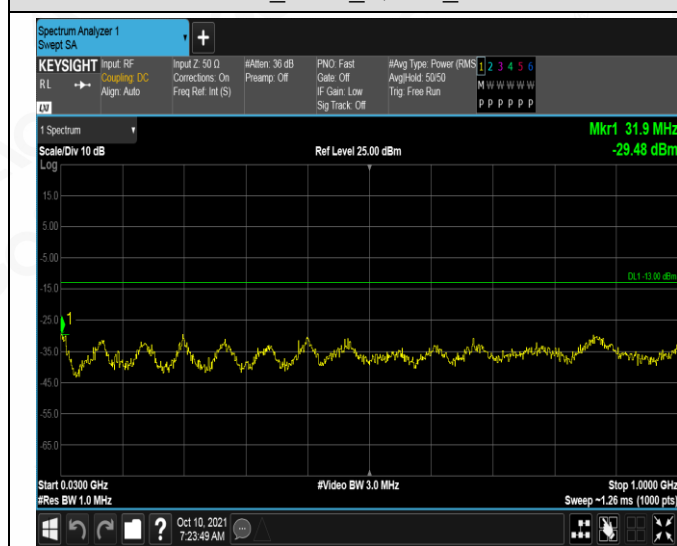 Spectrum Analyzer 1
Swept SA
+
KEYSIGHT
RL
Input: RF
Coupling: DC
Align: Auto
Input Z: 50 Ω
Corrections: On
Freq Ref: Int (S)
#Atten: 36 dB
Preamp: Off
PNO: Fast
Gate: Off
IF Gain: Low
Sig Track: Off
#Avg Type: Power (RMS
Avg|Hold: 50/50
Trig: Free Run
1 2 3 4 5 6
M W W W W W
P P P P P P
LXI
1 Spectrum
Mkr1 31.9 MHz
-29.48 dBm
Scale/Div 10 dB
Ref Level 25.00 dBm
Log
15.0
5.00
-5.00
DL1 -13.00 dBm
-15.0
-25.0
1
-35.0
-45.0
-55.0
-65.0
Start 0.0300 GHz
#Video BW 3.0 MHz
Stop 1.0000 GHz
#Res BW 1.0 MHz
Sweep ~1.26 ms (1000 pts)
?
Oct 10, 2021
7:23:49 AM